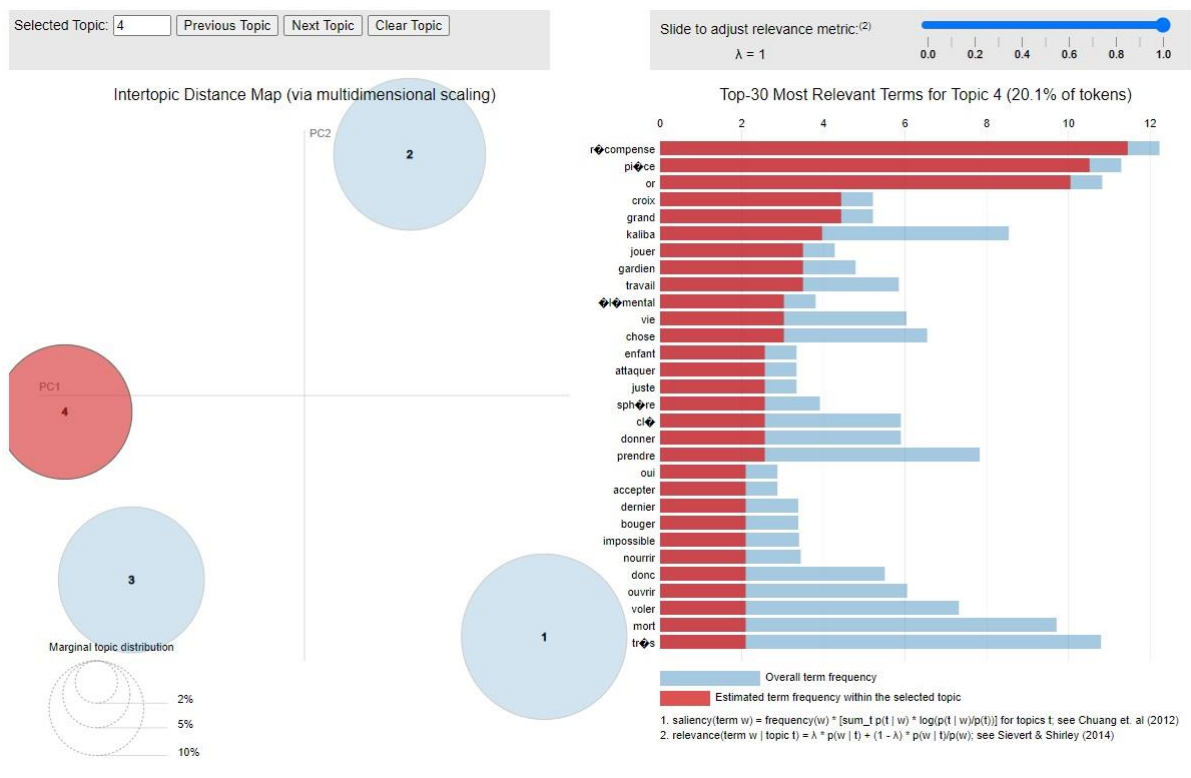 Selected Topic: 4 Previous Topic Next Topic Clear Topic
Slide to adjust relevance metric:(2)
λ = 1
0.0 0.2 0.4 0.6 0.8 1.0
Intertopic Distance Map (via multidimensional scaling)
PC2
PC1
2
4
3
1
Marginal topic distribution
2%
5%
10%
Top-30 Most Relevant Terms for Topic 4 (20.1% of tokens)
0 2 4 6 8 10 12
r�compense
pi�ce
or
croix
grand
kaliba
jouer
gardien
travail
�l�mental
vie
chose
enfant
attaquer
juste
sph�re
cl�
donner
prendre
oui
accepter
dernier
bouger
impossible
nourrir
donc
ouvrir
voler
mort
tr�s
Overall term frequency
Estimated term frequency within the selected topic
1. saliency(term w) = frequency(w) * [sum_t p(t | w) * log(p(t | w)/p(t))] for topics t; see Chuang et. al (2012)
2. relevance(term w | topic t) = λ * p(w | t) + (1 - λ) * p(w | t)/p(w); see Sievert & Shirley (2014)